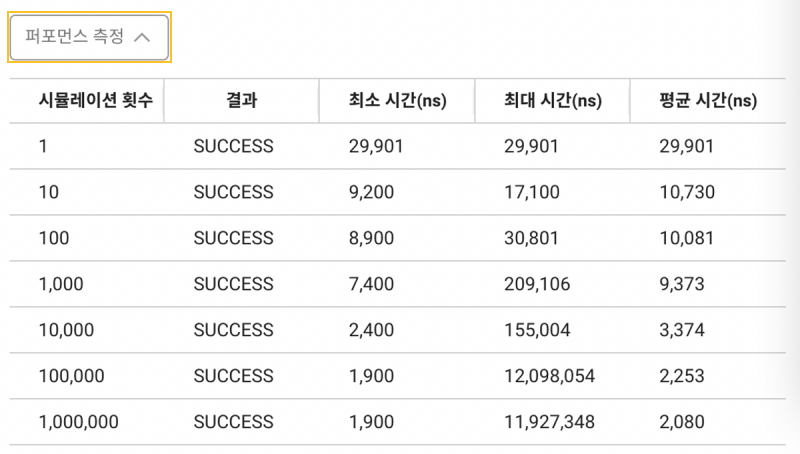 퍼포먼스 측정
시뮬레이션 횟수 결과 최소 시간(ns) 최대 시간(ns) 평균 시간(ns)
1 SUCCESS 29,901 29,901 29,901
10 SUCCESS 9,200 17,100 10,730
100 SUCCESS 8,900 30,801 10,081
1,000 SUCCESS 7,400 209,106 9,373
10,000 SUCCESS 2,400 155,004 3,374
100,000 SUCCESS 1,900 12,098,054 2,253
1,000,000 SUCCESS 1,900 11,927,348 2,080